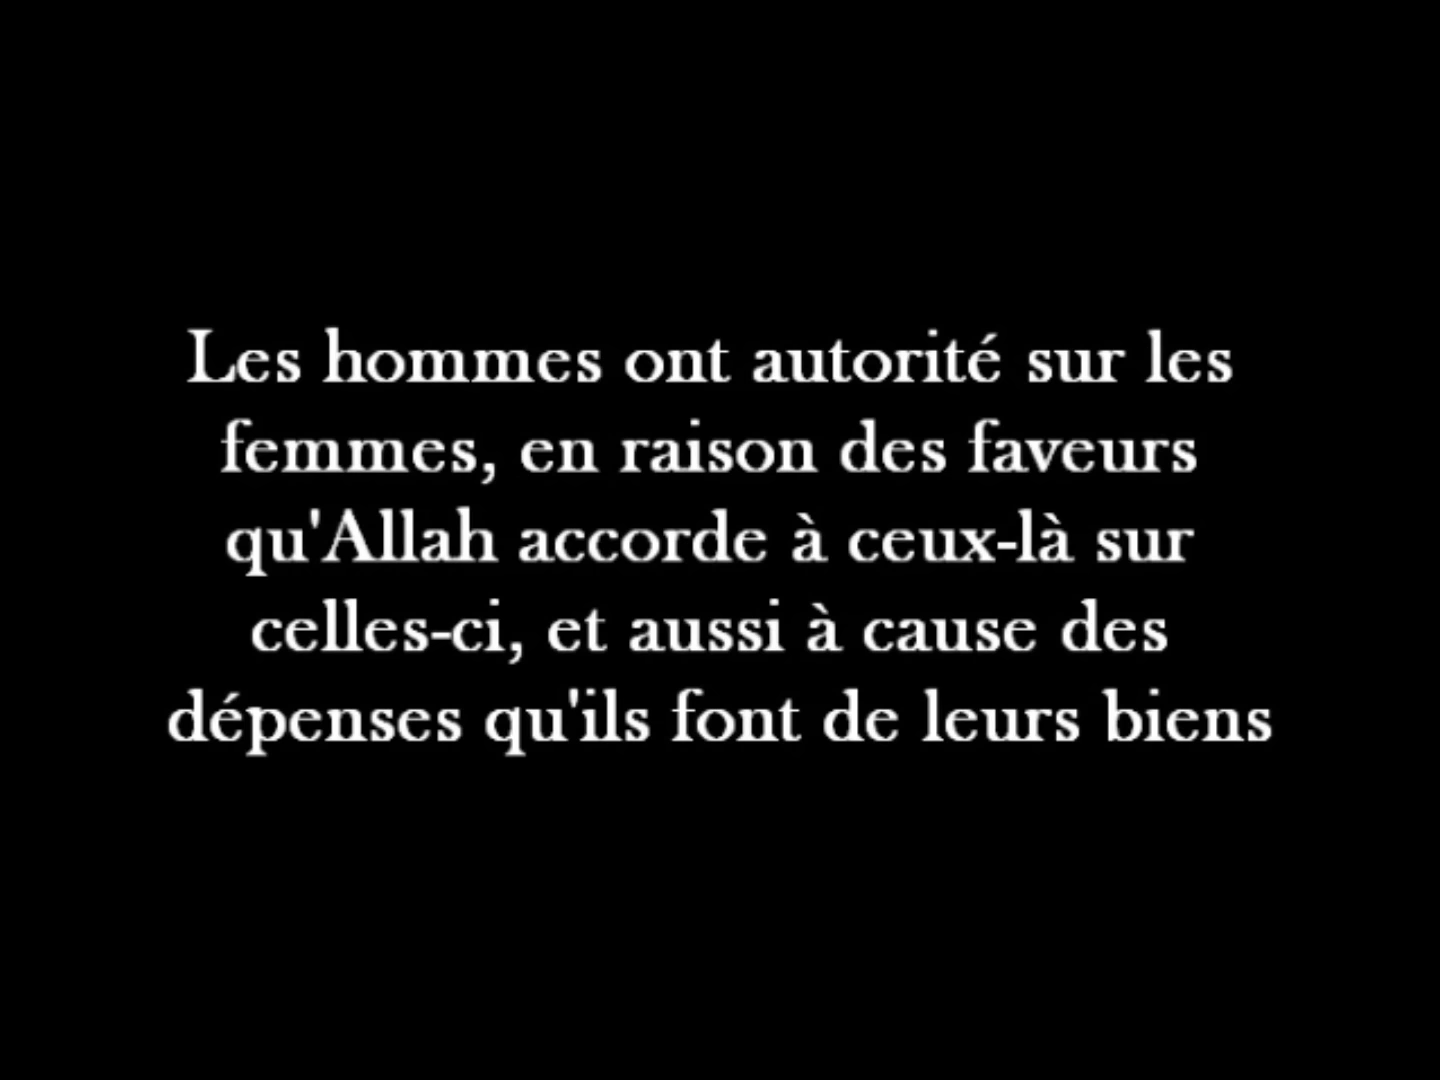 Les hommes ont autorité sur les
femmes, en raison des faveurs
qu'Allah accorde à ceux-là sur
celles-ci, et aussi à cause des
dépenses qu'ils font de leurs biens